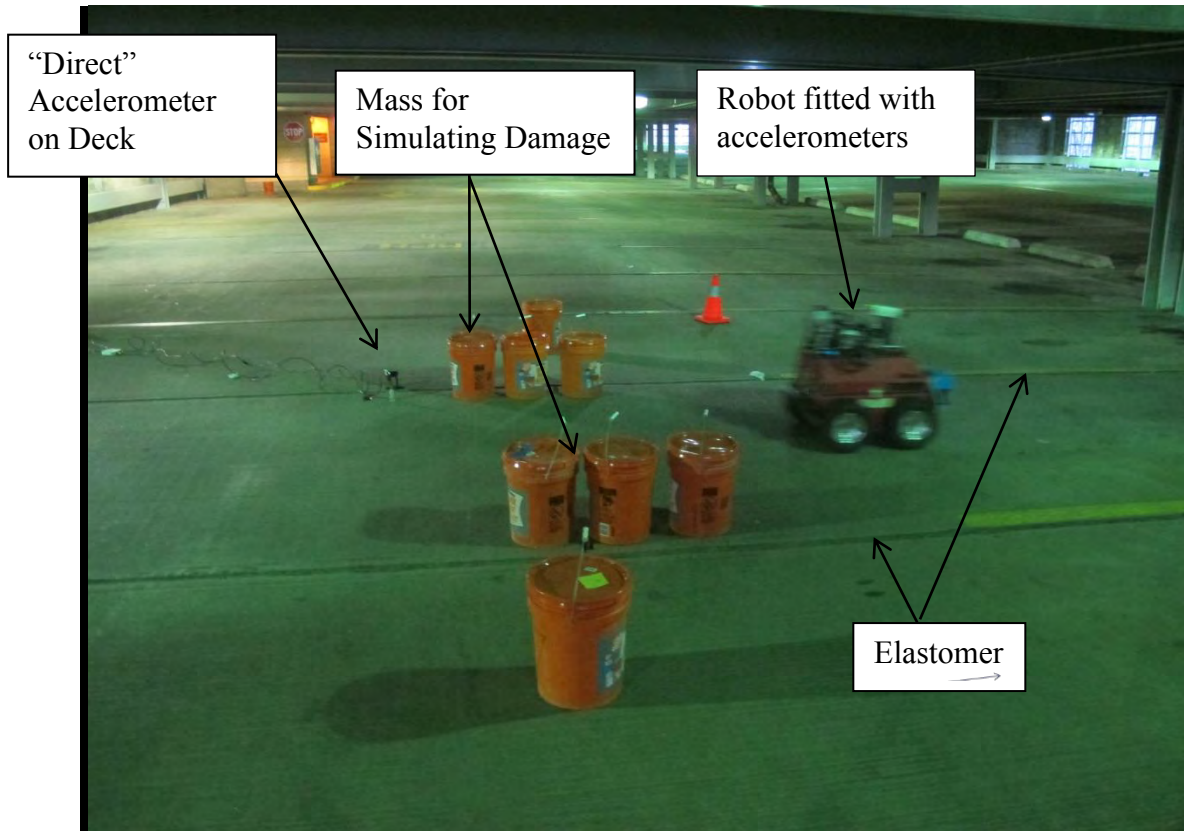 “Direct”
Accelerometer
on Deck
Mass for
Simulating Damage
Robot fitted with
accelerometers
STOP
Elastomer